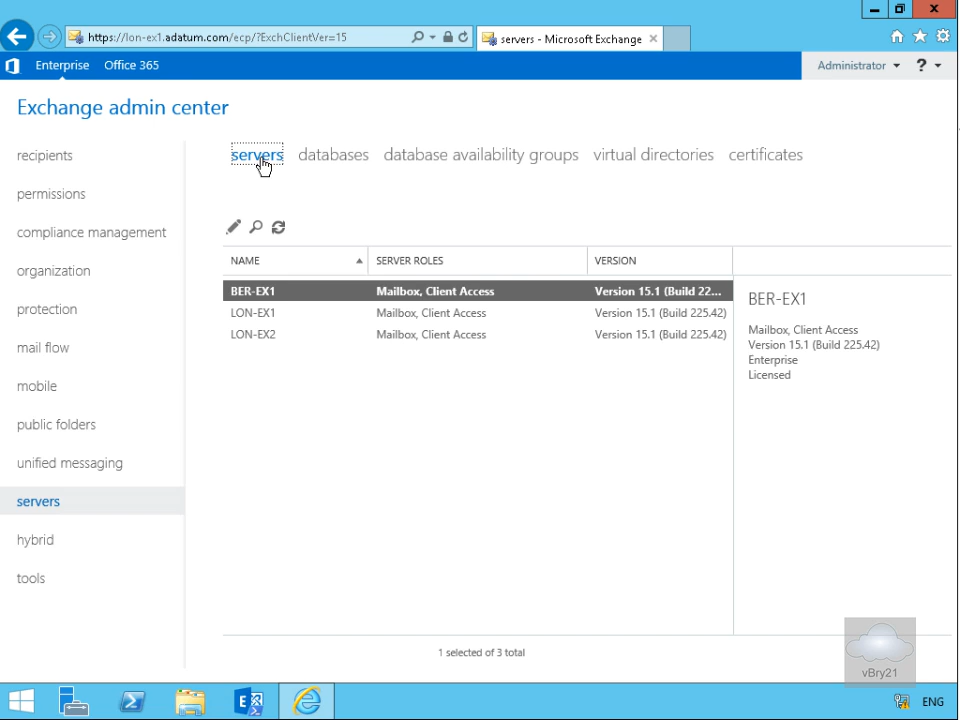 https://lon-ex1.adatum.com/ecp/?ExchClientVer=15
servers - Microsoft Exchange
Enterprise Office 365
Administrator ?
Exchange admin center
recipients
permissions
compliance management
organization
protection
mail flow
mobile
public folders
unified messaging
servers
hybrid
tools
servers databases database availability groups virtual directories certificates
NAME SERVER ROLES VERSION
BER-EX1 Mailbox, Client Access Version 15.1 (Build 22...
LON-EX1 Mailbox, Client Access Version 15.1 (Build 225.42)
LON-EX2 Mailbox, Client Access Version 15.1 (Build 225.42)
BER-EX1
Mailbox, Client Access
Version 15.1 (Build 225.42)
Enterprise
Licensed
1 selected of 3 total
vBry21
ENG